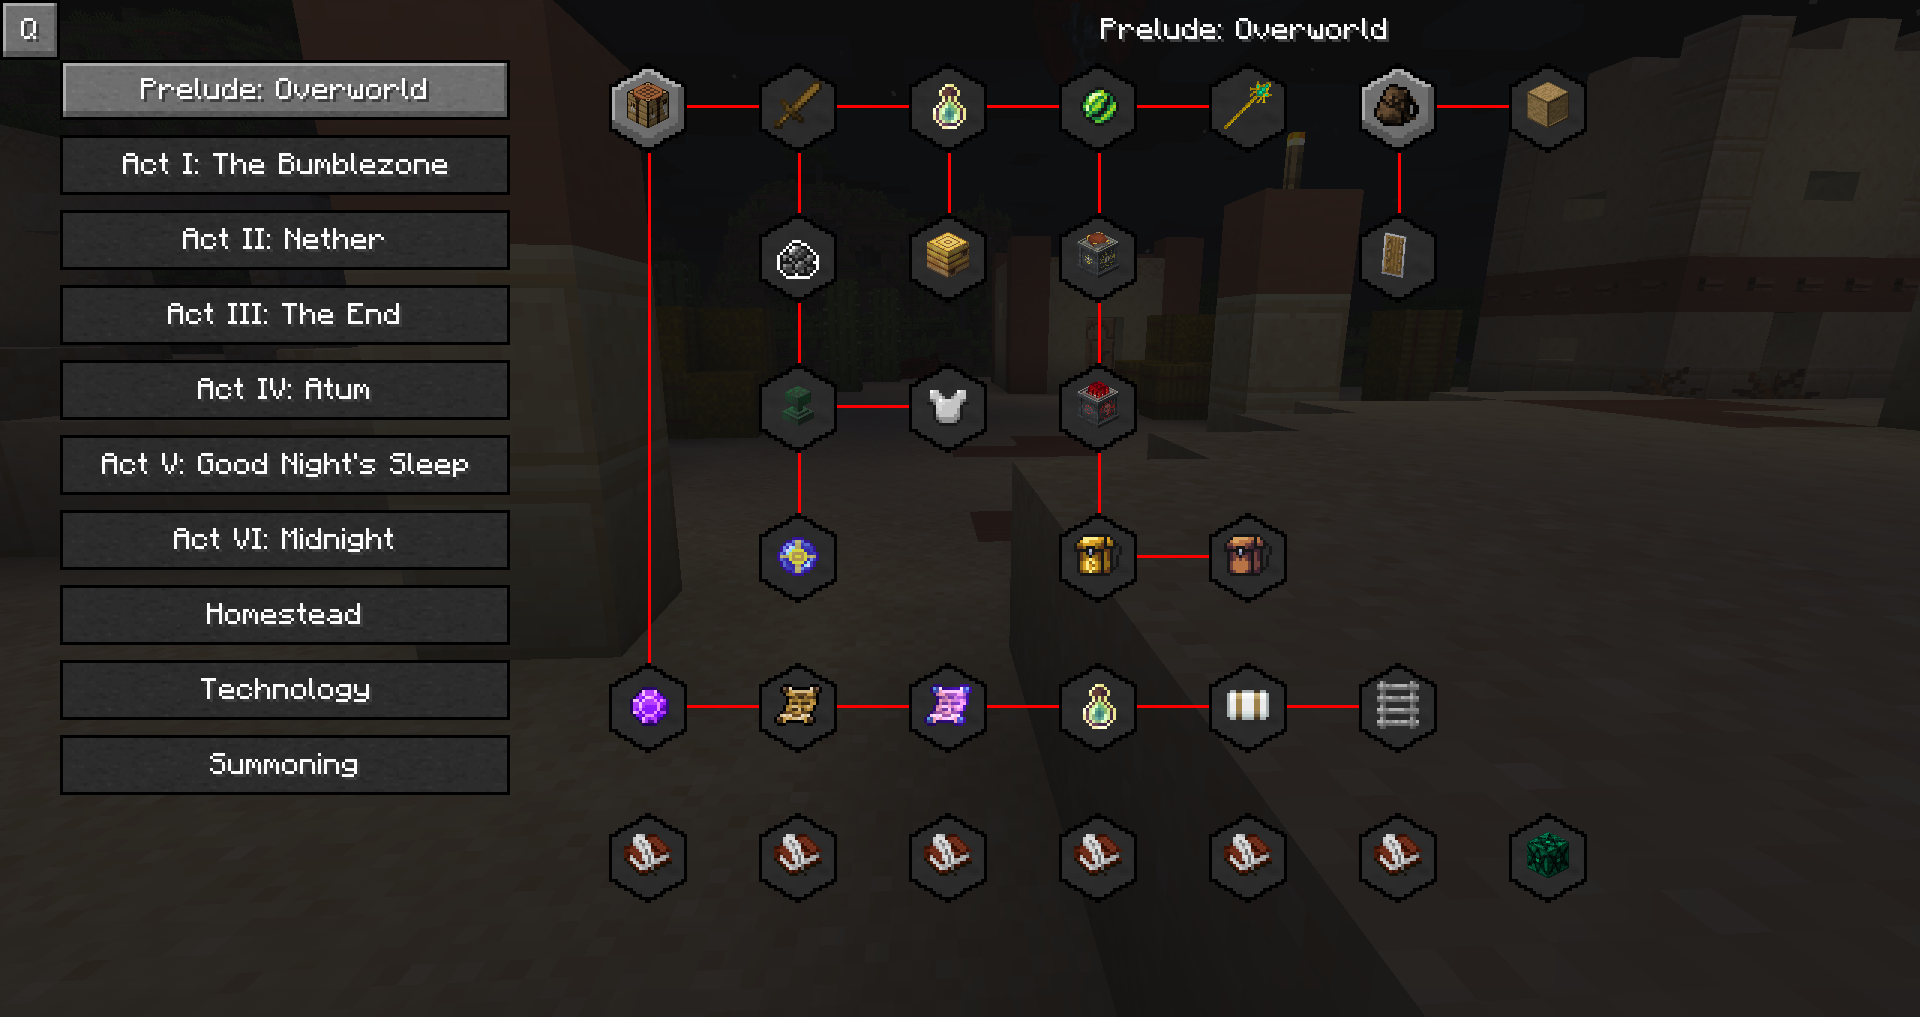 Q
Prelude: Overworld
Prelude: Overworld
Act I: The Bumblezone
Act II: Nether
Act III: The End
Act IV: Atum
Act V: Good Night's Sleep
Act VI: Midnight
Homestead
Technology
Summoning